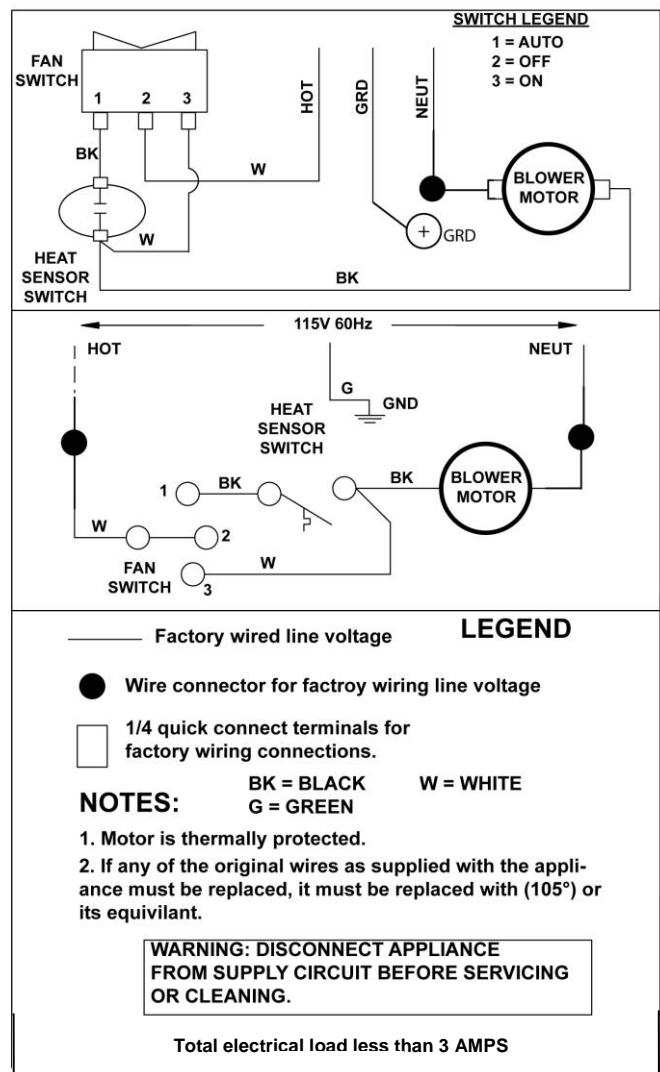 SWITCH LEGEND
1 = AUTO
2 = OFF
3 = ON
FAN
SWITCH
1 2 3
HOT
GRD
NEUT
BK
W
BLOWER
MOTOR
W
GRD
HEAT
SENSOR
SWITCH
BK
115V 60Hz
HOT
NEUT
G
GND
HEAT
SENSOR
SWITCH
1
BK
BK
BLOWER
MOTOR
W
2
FAN
SWITCH
3
W
Factory wired line voltage
LEGEND
Wire connector for factroy wiring line voltage
1/4 quick connect terminals for
factory wiring connections.
BK = BLACK W = WHITE
NOTES: G = GREEN
1. Motor is thermally protected.
2. If any of the original wires as supplied with the appli-
ance must be replaced, it must be replaced with (105°) or
its equivilant.
WARNING: DISCONNECT APPLIANCE
FROM SUPPLY CIRCUIT BEFORE SERVICING
OR CLEANING.
Total electrical load less than 3 AMPS